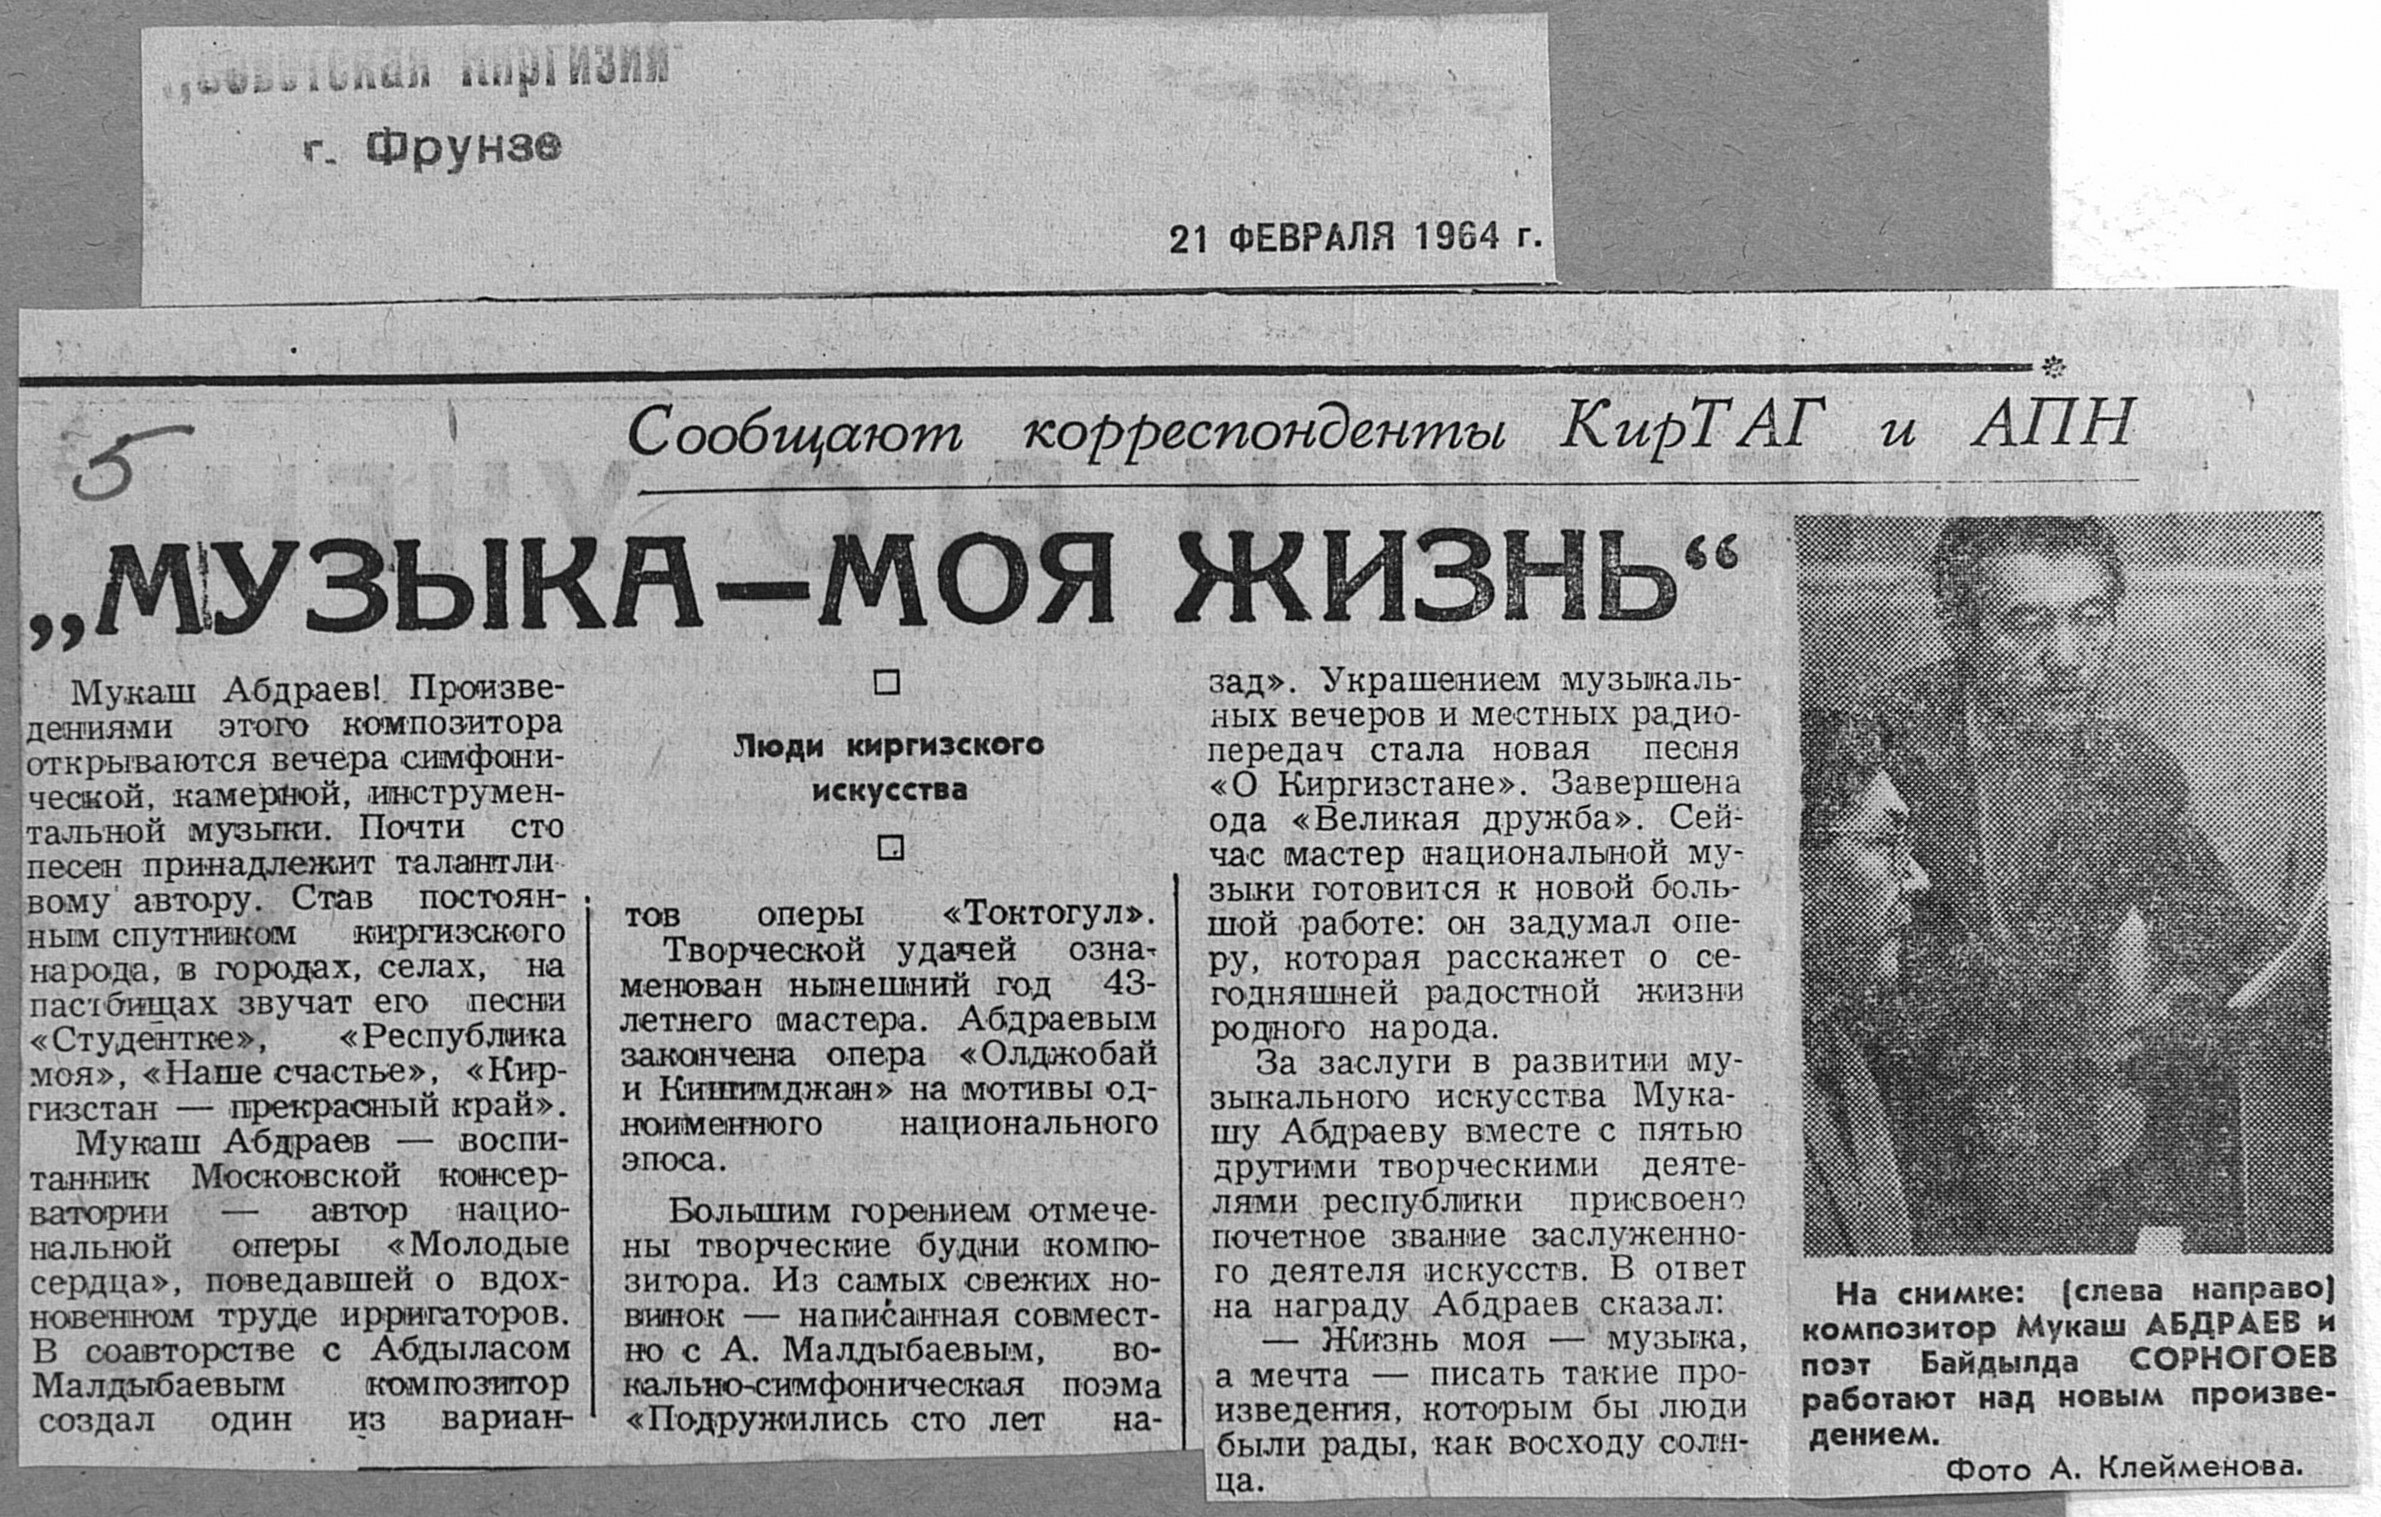 „Советская Киргизия"
г. Фрунзе
21 ФЕВРАЛЯ 1964 г.
Сообщают корреспонденты КирТАГ и АПН
5
„МУЗЫКА—МОЯ ЖИЗНЬ“
Мукаш Абдраев! Произве-
дениями этого композитора
открываются вечера симфони-
ческой, камерной, инструмен-
тальной музыки. Почти сто
песен принадлежит талантли-
вому автору. Став постоян-
ным спутником киргизского
народа, в городах, селах, на
пастбищах звучат его песни
«Студентке», «Республика
моя», «Наше счастье», «Кир-
гизстан — прекрасный край».
Мукаш Абдраев — воспи-
танник Московской консер-
ватории — автор нацио-
нальной оперы «Молодые
сердца», поведавшей о вдох-
новенном труде ирригаторов.
В соавторстве с Абдыласом
Малдыбаевым композитор
создал один из вариан-
Люди киргизского
искусства
тов оперы «Токтогул».
Творческой удачей озна-
менован нынешний год 43-
летнего мастера. Абдраевым
закончена опера «Олджобай
и Кишимджан» на мотивы од-
ноименного национального
эпоса.
Большим горением отмече-
ны творческие будни компо-
зитора. Из самых свежих но-
винок — написанная совмест-
но с А. Малдыбаевым, во-
кально-симфоническая поэма
«Подружились сто лет на-
зад». Украшением музыкаль-
ных вечеров и местных радио-
передач стала новая песня
«О Киргизстане». Завершена
ода «Великая дружба». Сей-
час мастер национальной му-
зыки готовится к новой боль-
шой работе: он задумал опе-
ру, которая расскажет о се-
годняшней радостной жизни
родного народа.
За заслуги в развитии му-
зыкального искусства Мука-
шу Абдраеву вместе с пятью
другими творческими деяте-
лями республики присвоено
почетное звание заслуженно-
го деятеля искусств. В ответ
на награду Абдраев сказал:
— Жизнь моя — музыка,
а мечта — писать такие про-
изведения, которым бы люди
были рады, как восходу солн-
ца.
На снимке: (слева направо)
композитор Мукаш АБДРАЕВ и
поэт Байдылда СОРНОГОЕВ
работают над новым произве-
дением.
Фото А. Клейменова.